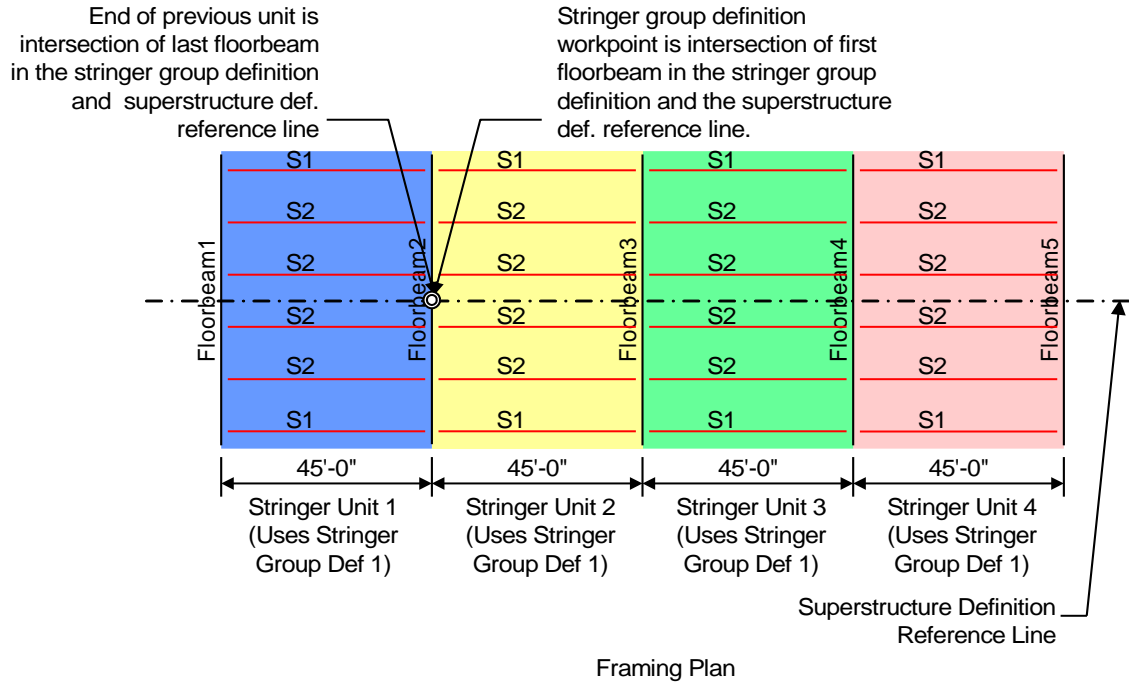 End of previous unit is
intersection of last floorbeam
in the stringer group definition
and superstructure def.
reference line
Stringer group definition
workpoint is intersection of first
floorbeam in the stringer group
definition and the superstructure
def. reference line.
S1 S1 S1 S1
S2 S2 S2 S2
S2 S2 S2 S2
Floorbeam1 Floorbeam2 Floorbeam3 Floorbeam4 Floorbeam5
S2 S2 S2 S2
S2 S2 S2 S2
S1 S1 S1 S1
45'-0" 45'-0" 45'-0" 45'-0"
Stringer Unit 1
(Uses Stringer
Group Def 1)
Stringer Unit 2
(Uses Stringer
Group Def 1)
Stringer Unit 3
(Uses Stringer
Group Def 1)
Stringer Unit 4
(Uses Stringer
Group Def 1)
Superstructure Definition
Reference Line
Framing Plan